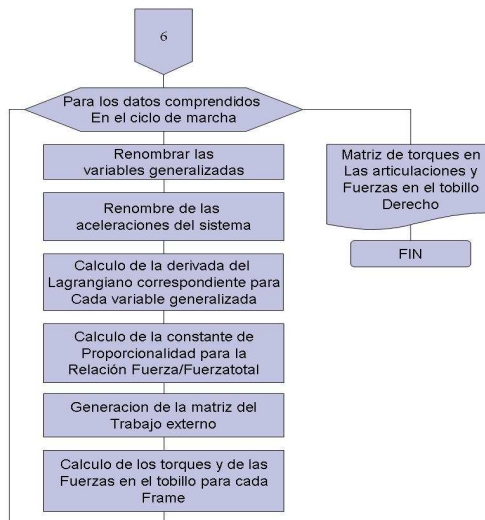 6
Para los datos comprendidos
En el ciclo de marcha
Renombrar las
variables generalizadas
Renombre de las
aceleraciones del sistema
Calculo de la derivada del
Lagrangiano correspondiente para
Cada variable generalizada
Calculo de la constante de
Proporcionalidad para la
Relación Fuerza/Fuerzatotal
Generacion de la matriz del
Trabajo externo
Calculo de los torques y de las
Fuerzas en el tobillo para cada
Frame
Matriz de torques en
Las articulaciones y
Fuerzas en el tobillo
Derecho
FIN